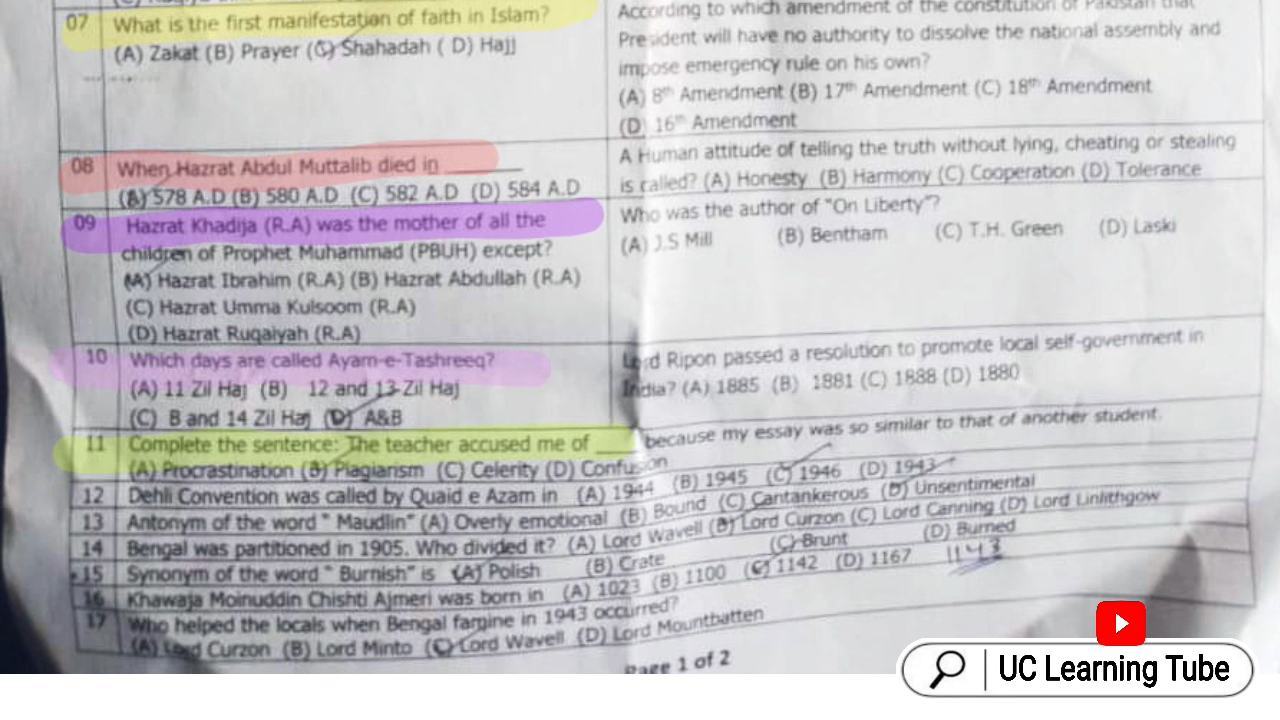 07 What is the first manifestation of faith in Islam?
(A) Zakat (B) Prayer (C) Shahadah ( D) Hajj
According to which amendment of the constitution of Pakistan that
President will have no authority to dissolve the national assembly and
impose emergency rule on his own?
(A) 8th Amendment (B) 17th Amendment (C) 18th Amendment
(D) 16th Amendment
08 When Hazrat Abdul Muttalib died in ______
(A) 578 A.D (B) 580 A.D (C) 582 A.D (D) 584 A.D
A Human attitude of telling the truth without lying, cheating or stealing
is called? (A) Honesty (B) Harmony (C) Cooperation (D) Tolerance
09 Hazrat Khadija (R.A) was the mother of all the
children of Prophet Muhammad (PBUH) except?
(A) Hazrat Ibrahim (R.A) (B) Hazrat Abdullah (R.A)
(C) Hazrat Umma Kulsoom (R.A)
(D) Hazrat Ruqaiyah (R.A)
Who was the author of "On Liberty"?
(A) J.S Mill (B) Bentham (C) T.H. Green (D) Laski
10 Which days are called Ayam-e-Tashreeq?
(A) 11 Zil Haj (B) 12 and 13 Zil Haj
(C) B and 14 Zil Haj (D) A&B
Lord Ripon passed a resolution to promote local self-government in
India? (A) 1885 (B) 1881 (C) 1888 (D) 1880
11 Complete the sentence: The teacher accused me of ____ because my essay was so similar to that of another student.
(A) Procrastination (B) Plagiarism (C) Celerity (D) Confusion
12 Dehli Convention was called by Quaid e Azam in (A) 1944 (B) 1945 (C) 1946 (D) 1943
13 Antonym of the word " Maudlin" (A) Overly emotional (B) Bound (C) Cantankerous (D) Unsentimental
14 Bengal was partitioned in 1905. Who divided it? (A) Lord Wavell (B) Lord Curzon (C) Lord Canning (D) Lord Linlithgow
15 Synonym of the word " Burnish" is (A) Polish (B) Crate (C) Brunt (D) Burned
16 Khawaja Moinuddin Chishti Ajmeri was born in (A) 1023 (B) 1100 (C) 1142 (D) 1167 1143
17 Who helped the locals when Bengal famine in 1943 occurred?
(A) Lord Curzon (B) Lord Minto (C) Lord Wavell (D) Lord Mountbatten
Page 1 of 2
UC Learning Tube